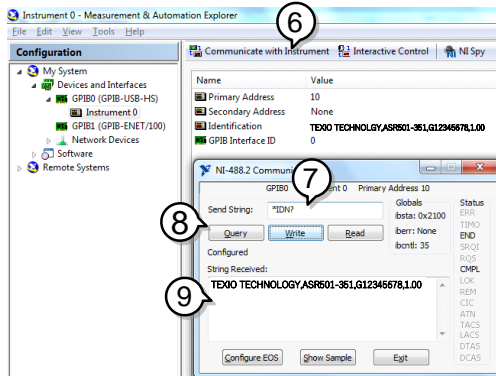 Instrument 0 - Measurement & Automation Explorer
File Edit View Tools Help
6
Configuration
Communicate with Instrument Interactive Control NI Spy
My System
Devices and Interfaces
GPIB0 (GPIB-USB-HS)
Instrument 0
GPIB1 (GPIB-ENET/100)
Network Devices
Software
Remote Systems
Name Value
Primary Address 10
Secondary Address None
Identification TEXIO TECHNOLGY,ASR501-351,G12345678,1.00
GPIB Interface ID 0
NI-488.2
7
GPIB0 0 Primary Address 10
Send String: *IDN?
8
Query Write Read
Configured
String Received:
9
TEXIO TECHNOLOGY,ASR501-351,G12345678,1.00
Globals
ibsta: 0x2100
iberr: None
ibcntl: 35
Status
ERR
TIMO
END
SRQI
RQS
CMPL
LOK
REM
CIC
ATN
TACS
LACS
DTAS
DCAS
Configure EOS Show Sample Exit